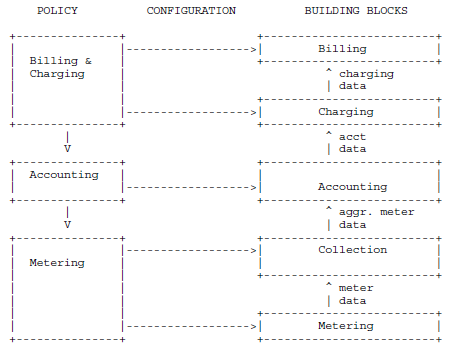 POLICY CONFIGURATION BUILDING BLOCKS
Billing
Billing &
Charging
^ charging
| data
Charging
| ^ acct
V | data
Accounting
Accounting
| ^ aggr. meter
V | data
Collection
Metering
^ meter
| data
Metering